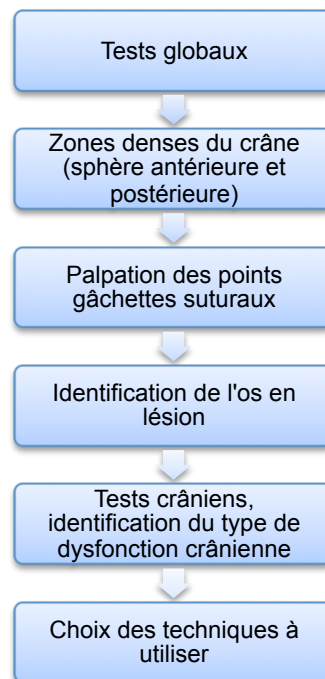 Tests globaux
Zones denses du crâne
(sphère antérieure et
postérieure)
Palpation des points
gâchettes suturaux
Identification de l'os en
lésion
Tests crâniens,
identification du type de
dysfonction crânienne
Choix des techniques à
utiliser